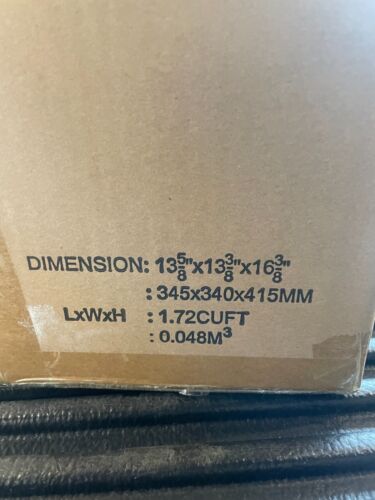 DIMENSION: 13⅝"x13⅜"x16⅜"
: 345x340x415MM
LxWxH : 1.72CUFT
: 0.048M³